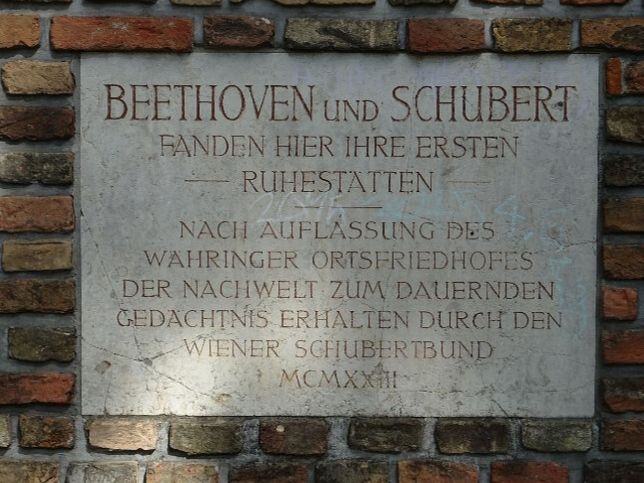 BEETHOVEN UND SCHUBERT
FANDEN HIER IHRE ERSTEN
RUHESTÄTTEN
NACH AUFLASSUNG DES
WÄHRINGER ORTSFRIEDHOFES
DER NACHWELT ZUM DAUERNDEN
GEDÄCHTNIS ERHALTEN DURCH DEN
WIENER SCHUBERTBUND
MCMXXIII